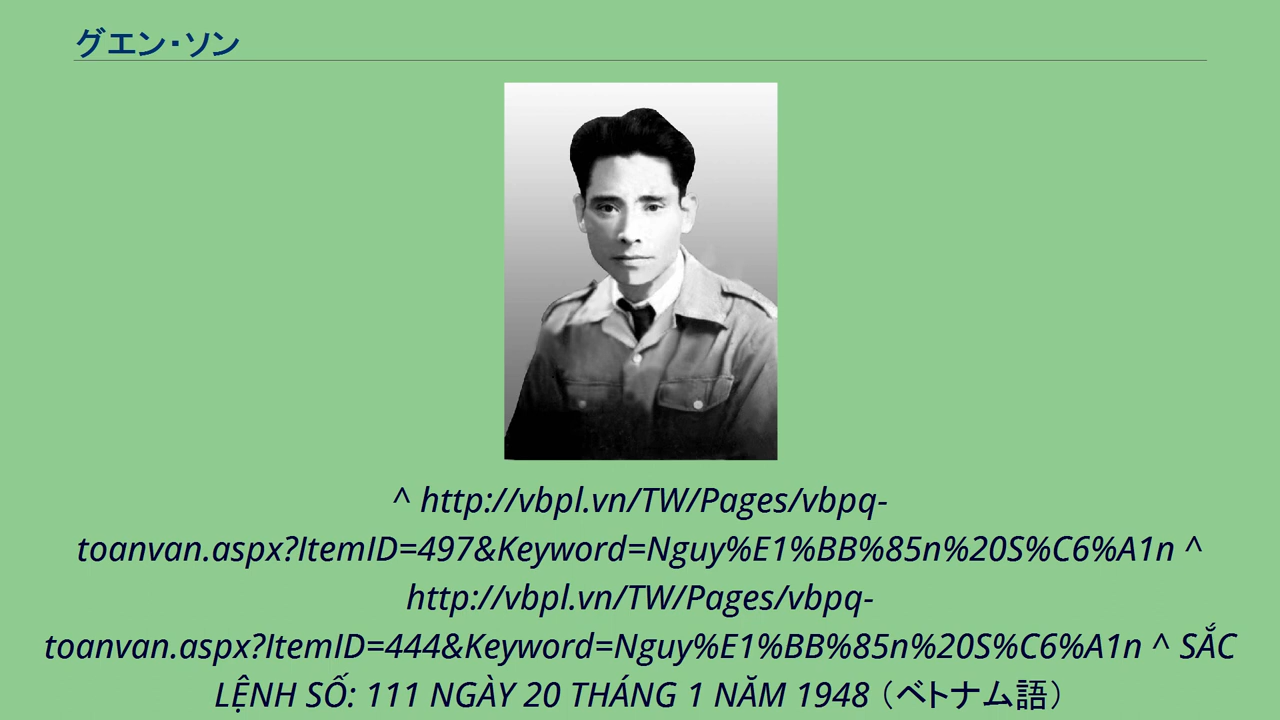 グエン・ソン
^ http://vbpl.vn/TW/Pages/vbpq-
toanvan.aspx?ItemID=497&Keyword=Nguy%E1%BB%85n%20S%C6%A1n ^
http://vbpl.vn/TW/Pages/vbpq-
toanvan.aspx?ItemID=444&Keyword=Nguy%E1%BB%85n%20S%C6%A1n ^ SẮC
LỆNH SỐ: 111 NGÀY 20 THÁNG 1 NĂM 1948（ベトナム語）